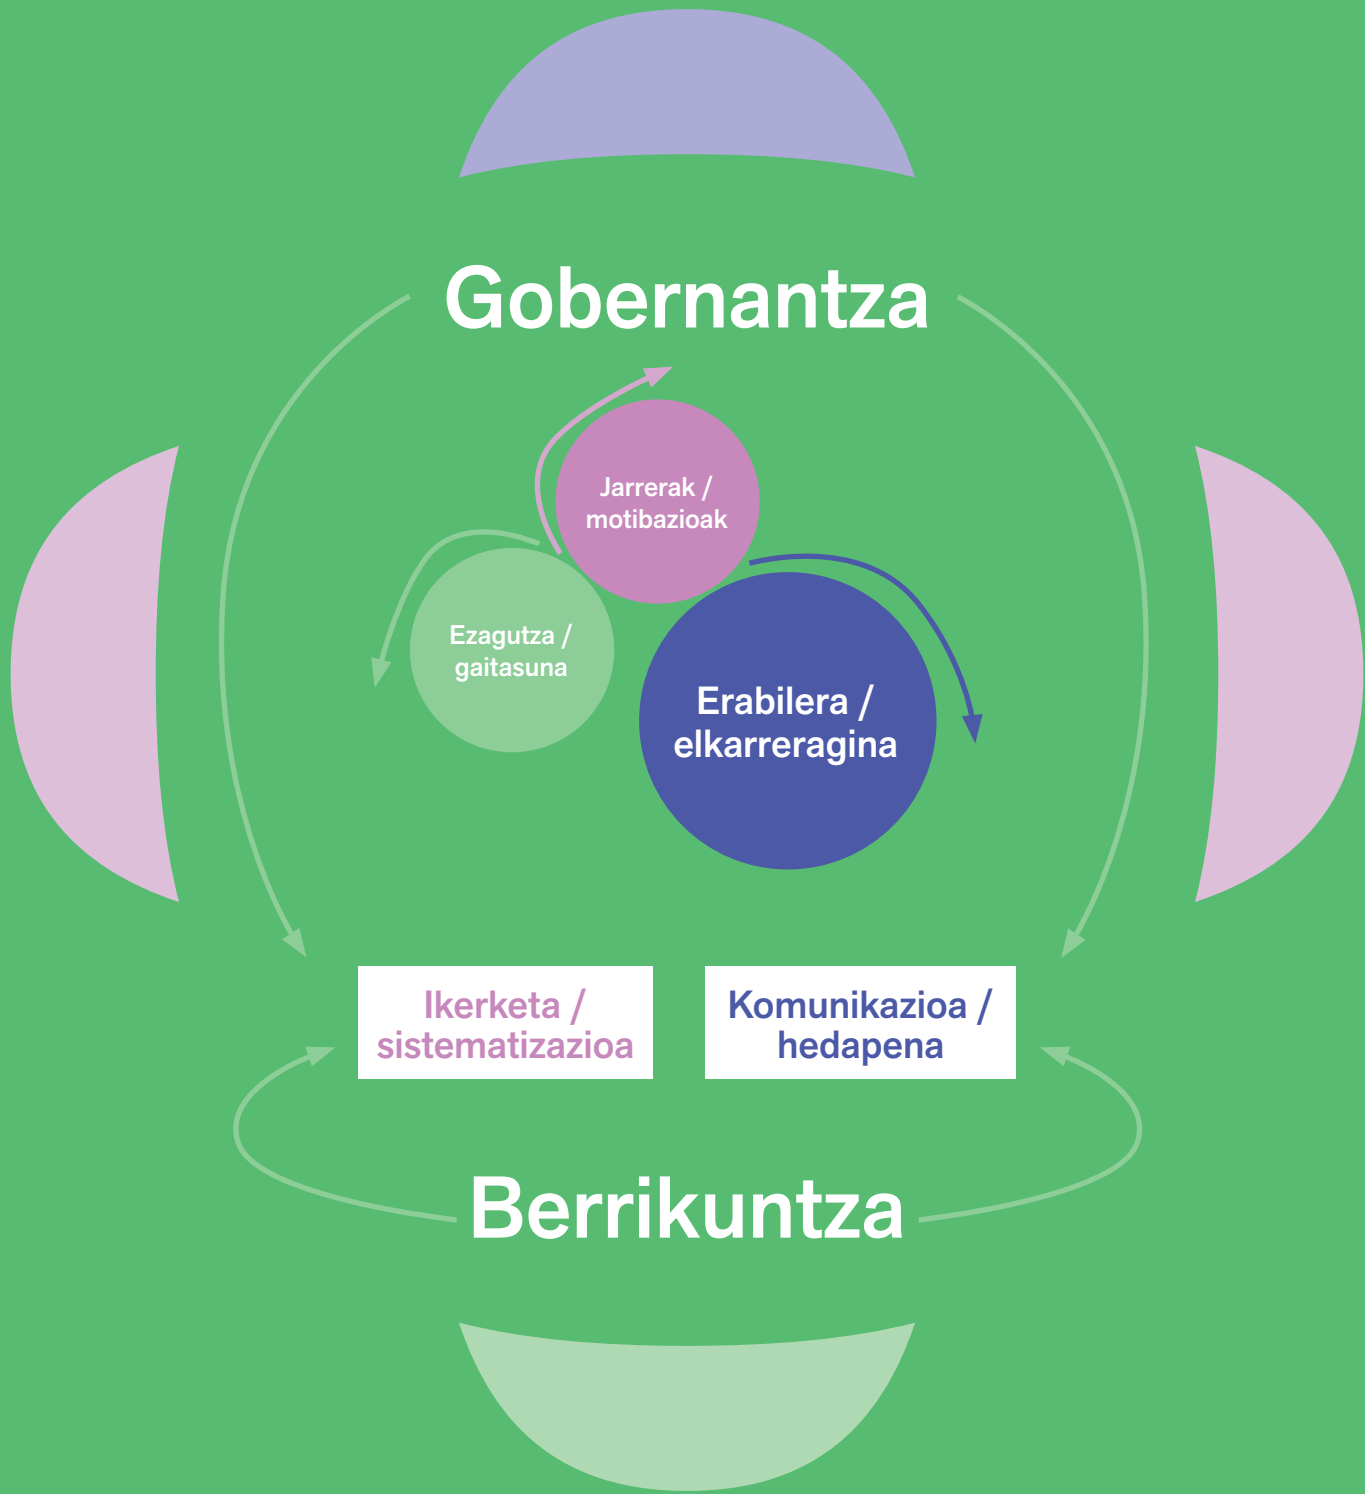 Gobernantza
Jarrerak /
motibazioak
Ezagutza /
gaitasuna
Erabilera /
elkarreragina
Ikerketa /
sistematizazioa
Komunikazioa /
hedapena
Berrikuntza